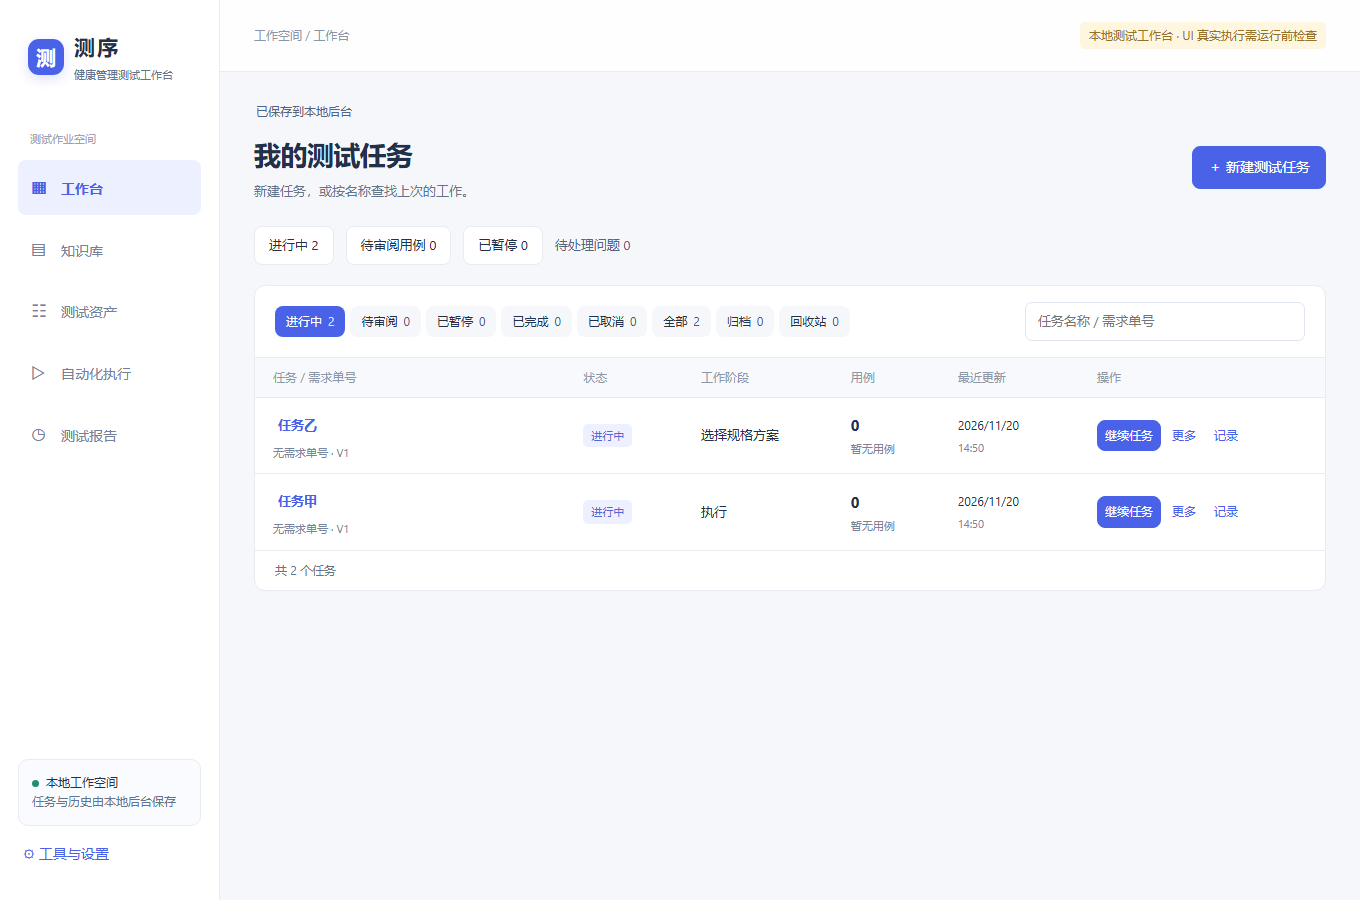 测
测序
健康管理测试工作台
测试作业空间
工作台
知识库
测试资产
自动化执行
测试报告
本地工作空间
任务与历史由本地后台保存
工具与设置
工作空间 / 工作台
本地测试工作台 · UI 真实执行需运行前检查
已保存到本地后台
我的测试任务
新建任务，或按名称查找上次的工作。
+ 新建测试任务
进行中 2 待审阅用例 0 已暂停 0 待处理问题 0
进行中 2 待审阅 0 已暂停 0 已完成 0 已取消 0 全部 2 归档 0 回收站 0 任务名称 / 需求单号
任务 / 需求单号 状态 工作阶段 用例 最近更新 操作
任务乙
无需求单号 · V1
进行中
选择规格方案
0
暂无用例
2026/11/20
14:50
继续任务 更多 记录
任务甲
无需求单号 · V1
进行中
执行
0
暂无用例
2026/11/20
14:50
继续任务 更多 记录
共 2 个任务